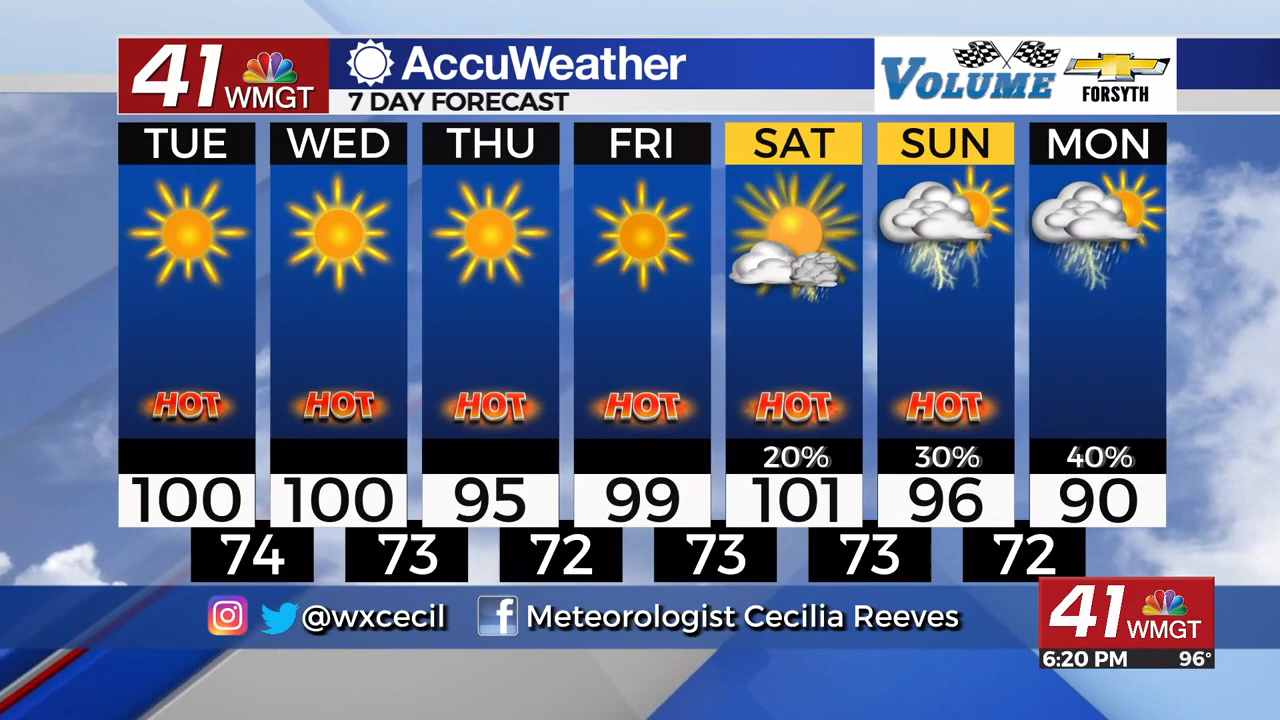 41 WMGT
AccuWeather
7 DAY FORECAST
VOLUME
FORSYTH
TUE WED THU FRI SAT SUN MON
HOT HOT HOT HOT HOT HOT
20% 30% 40%
100 100 95 99 101 96 90
74 73 72 73 73 72
@wxcecil f Meteorologist Cecilia Reeves
41 WMGT
6:20 PM 96°